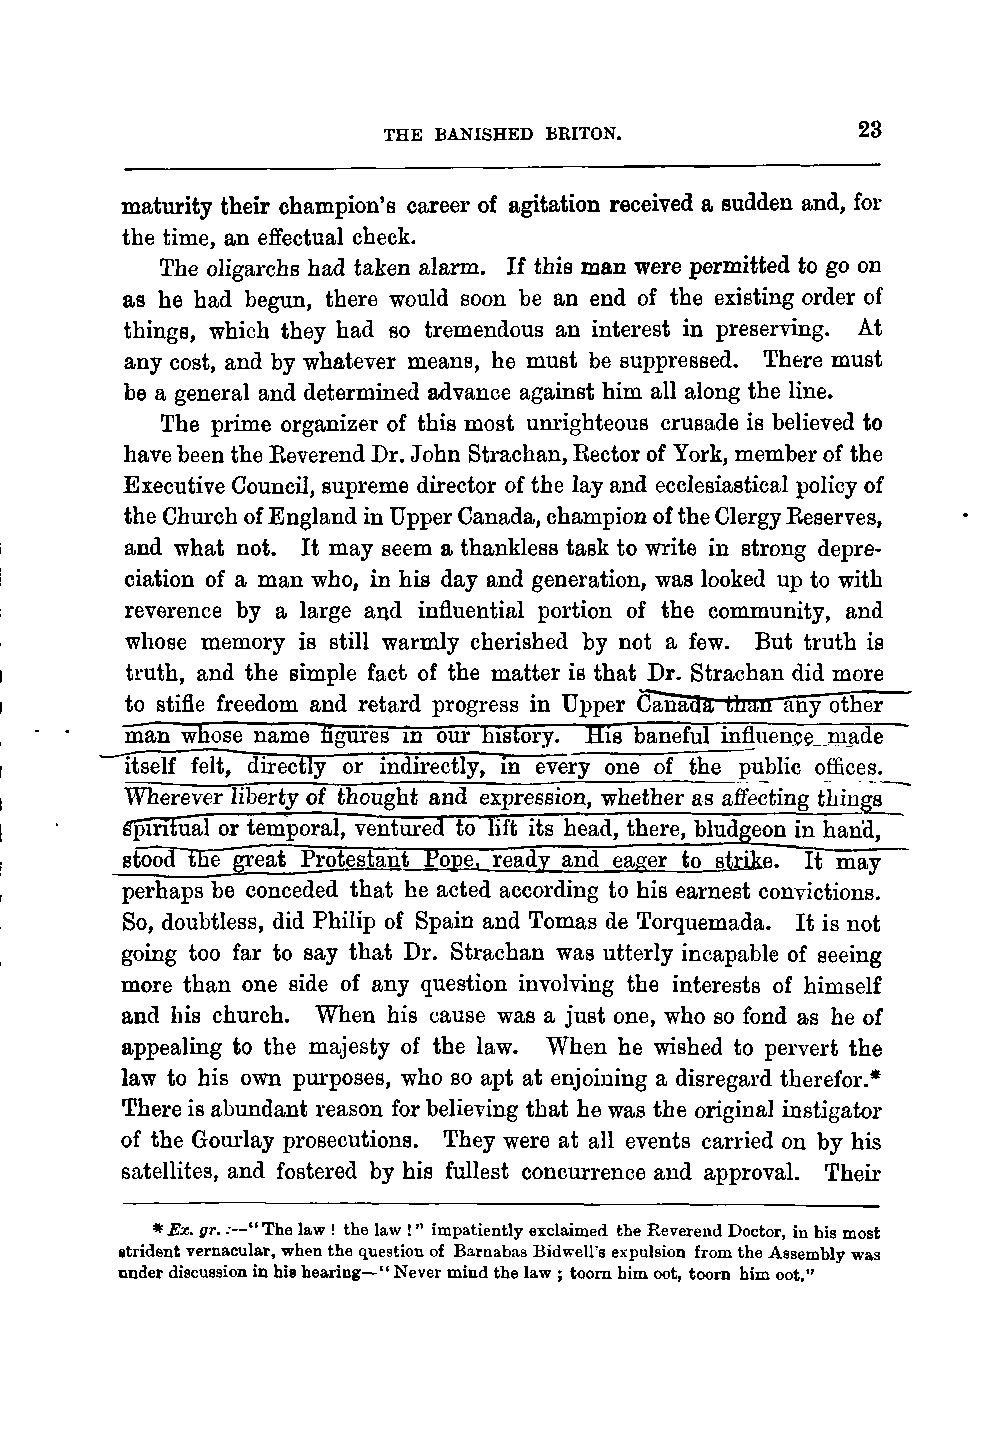 THE BANISHED BRITON. 23
maturity their champion's career of agitation received a sudden and, for
the time, an effectual check.
The oligarchs had taken alarm. If this man were permitted to go on
as he had begun, there would soon be an end of the existing order of
things, which they had so tremendous an interest in preserving. At
any cost, and by whatever means, he must be suppressed. There must
be a general and determined advance against him all along the line.
The prime organizer of this most unrighteous crusade is believed to
have been the Reverend Dr. John Strachan, Rector of York, member of the
Executive Council, supreme director of the lay and ecclesiastical policy of
the Church of England in Upper Canada, champion of the Clergy Reserves,
and what not. It may seem a thankless task to write in strong depre-
ciation of a man who, in his day and generation, was looked up to with
reverence by a large and influential portion of the community, and
whose memory is still warmly cherished by not a few. But truth is
truth, and the simple fact of the matter is that Dr. Strachan did more
to stifle freedom and retard progress in Upper Canada than any other
man whose name figures in our history. His baneful influence made
itself felt, directly or indirectly, in every one of the public offices.
Wherever liberty of thought and expression, whether as affecting things
spiritual or temporal, ventured to lift its head, there, bludgeon in hand,
stood the great Protestant Pope, ready and eager to strike. It may
perhaps be conceded that he acted according to his earnest convictions.
So, doubtless, did Philip of Spain and Tomas de Torquemada. It is not
going too far to say that Dr. Strachan was utterly incapable of seeing
more than one side of any question involving the interests of himself
and his church. When his cause was a just one, who so fond as he of
appealing to the majesty of the law. When he wished to pervert the
law to his own purposes, who so apt at enjoining a disregard therefor.*
There is abundant reason for believing that he was the original instigator
of the Gourlay prosecutions. They were at all events carried on by his
satellites, and fostered by his fullest concurrence and approval. Their
* Ex. gr. :—"The law ! the law !" impatiently exclaimed the Reverend Doctor, in his most
strident vernacular, when the question of Barnabas Bidwell's expulsion from the Assembly was
under discussion in his hearing—"Never mind the law ; toorn him oot, toorn him oot."